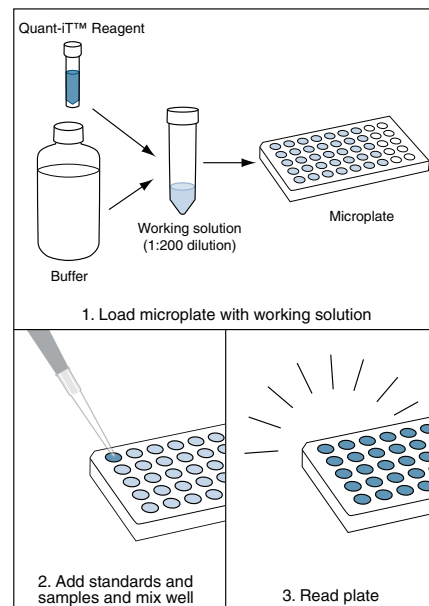 Quant-iT™ Reagent
Working solution
(1:200 dilution)
Microplate
Buffer
1. Load microplate with working solution
2. Add standards and
samples and mix well
3. Read plate